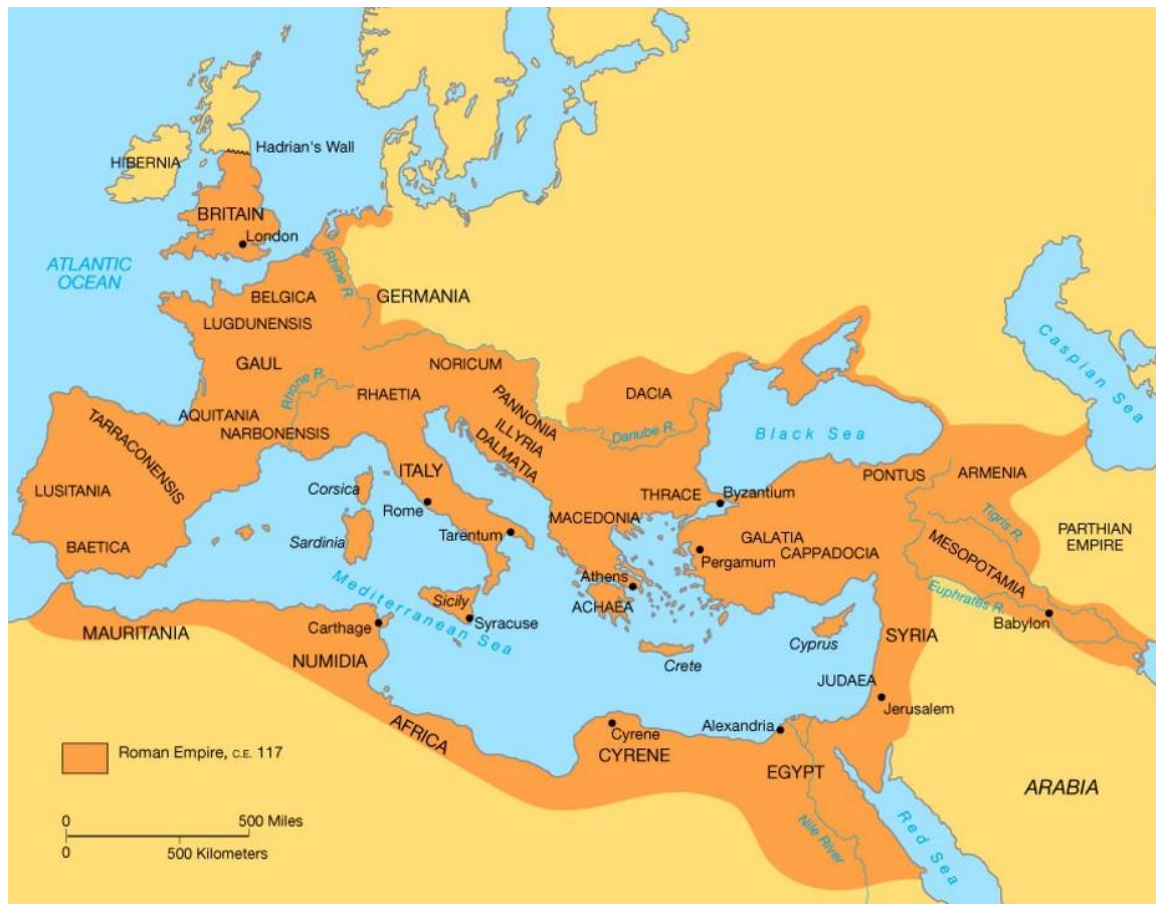 Hadrian's Wall
HIBERNIA
BRITAIN
London
ATLANTIC
OCEAN
Rhine R.
BELGICA
GERMANIA
LUGDUNENSIS
GAUL
NORICUM
Rhone R.
RHAETIA
PANNONIA
ILLYRIA
DALMATIA
DACIA
Danube R.
Black Sea
Caspian Sea
AQUITANIA
NARBONENSIS
TARRACONENSIS
LUSITANIA
BAETICA
ITALY
Corsica
Rome
Sardinia
Tarentum
THRACE
Byzantium
MACEDONIA
PONTUS
ARMENIA
Tigris R.
PARTHIAN
EMPIRE
GALATIA
CAPPADOCIA
Pergamum
MESOPOTAMIA
Athens
ACHAEA
Euphrates R.
Babylon
Mediterranean Sea
Sicily
Syracuse
MAURITANIA
Carthage
NUMIDIA
Crete
Cyprus
SYRIA
JUDAEA
Jerusalem
AFRICA
Cyrene
CYRENE
Alexandria
EGYPT
Nile River
Red Sea
ARABIA
Roman Empire, C.E. 117
0 500 Miles
0 500 Kilometers